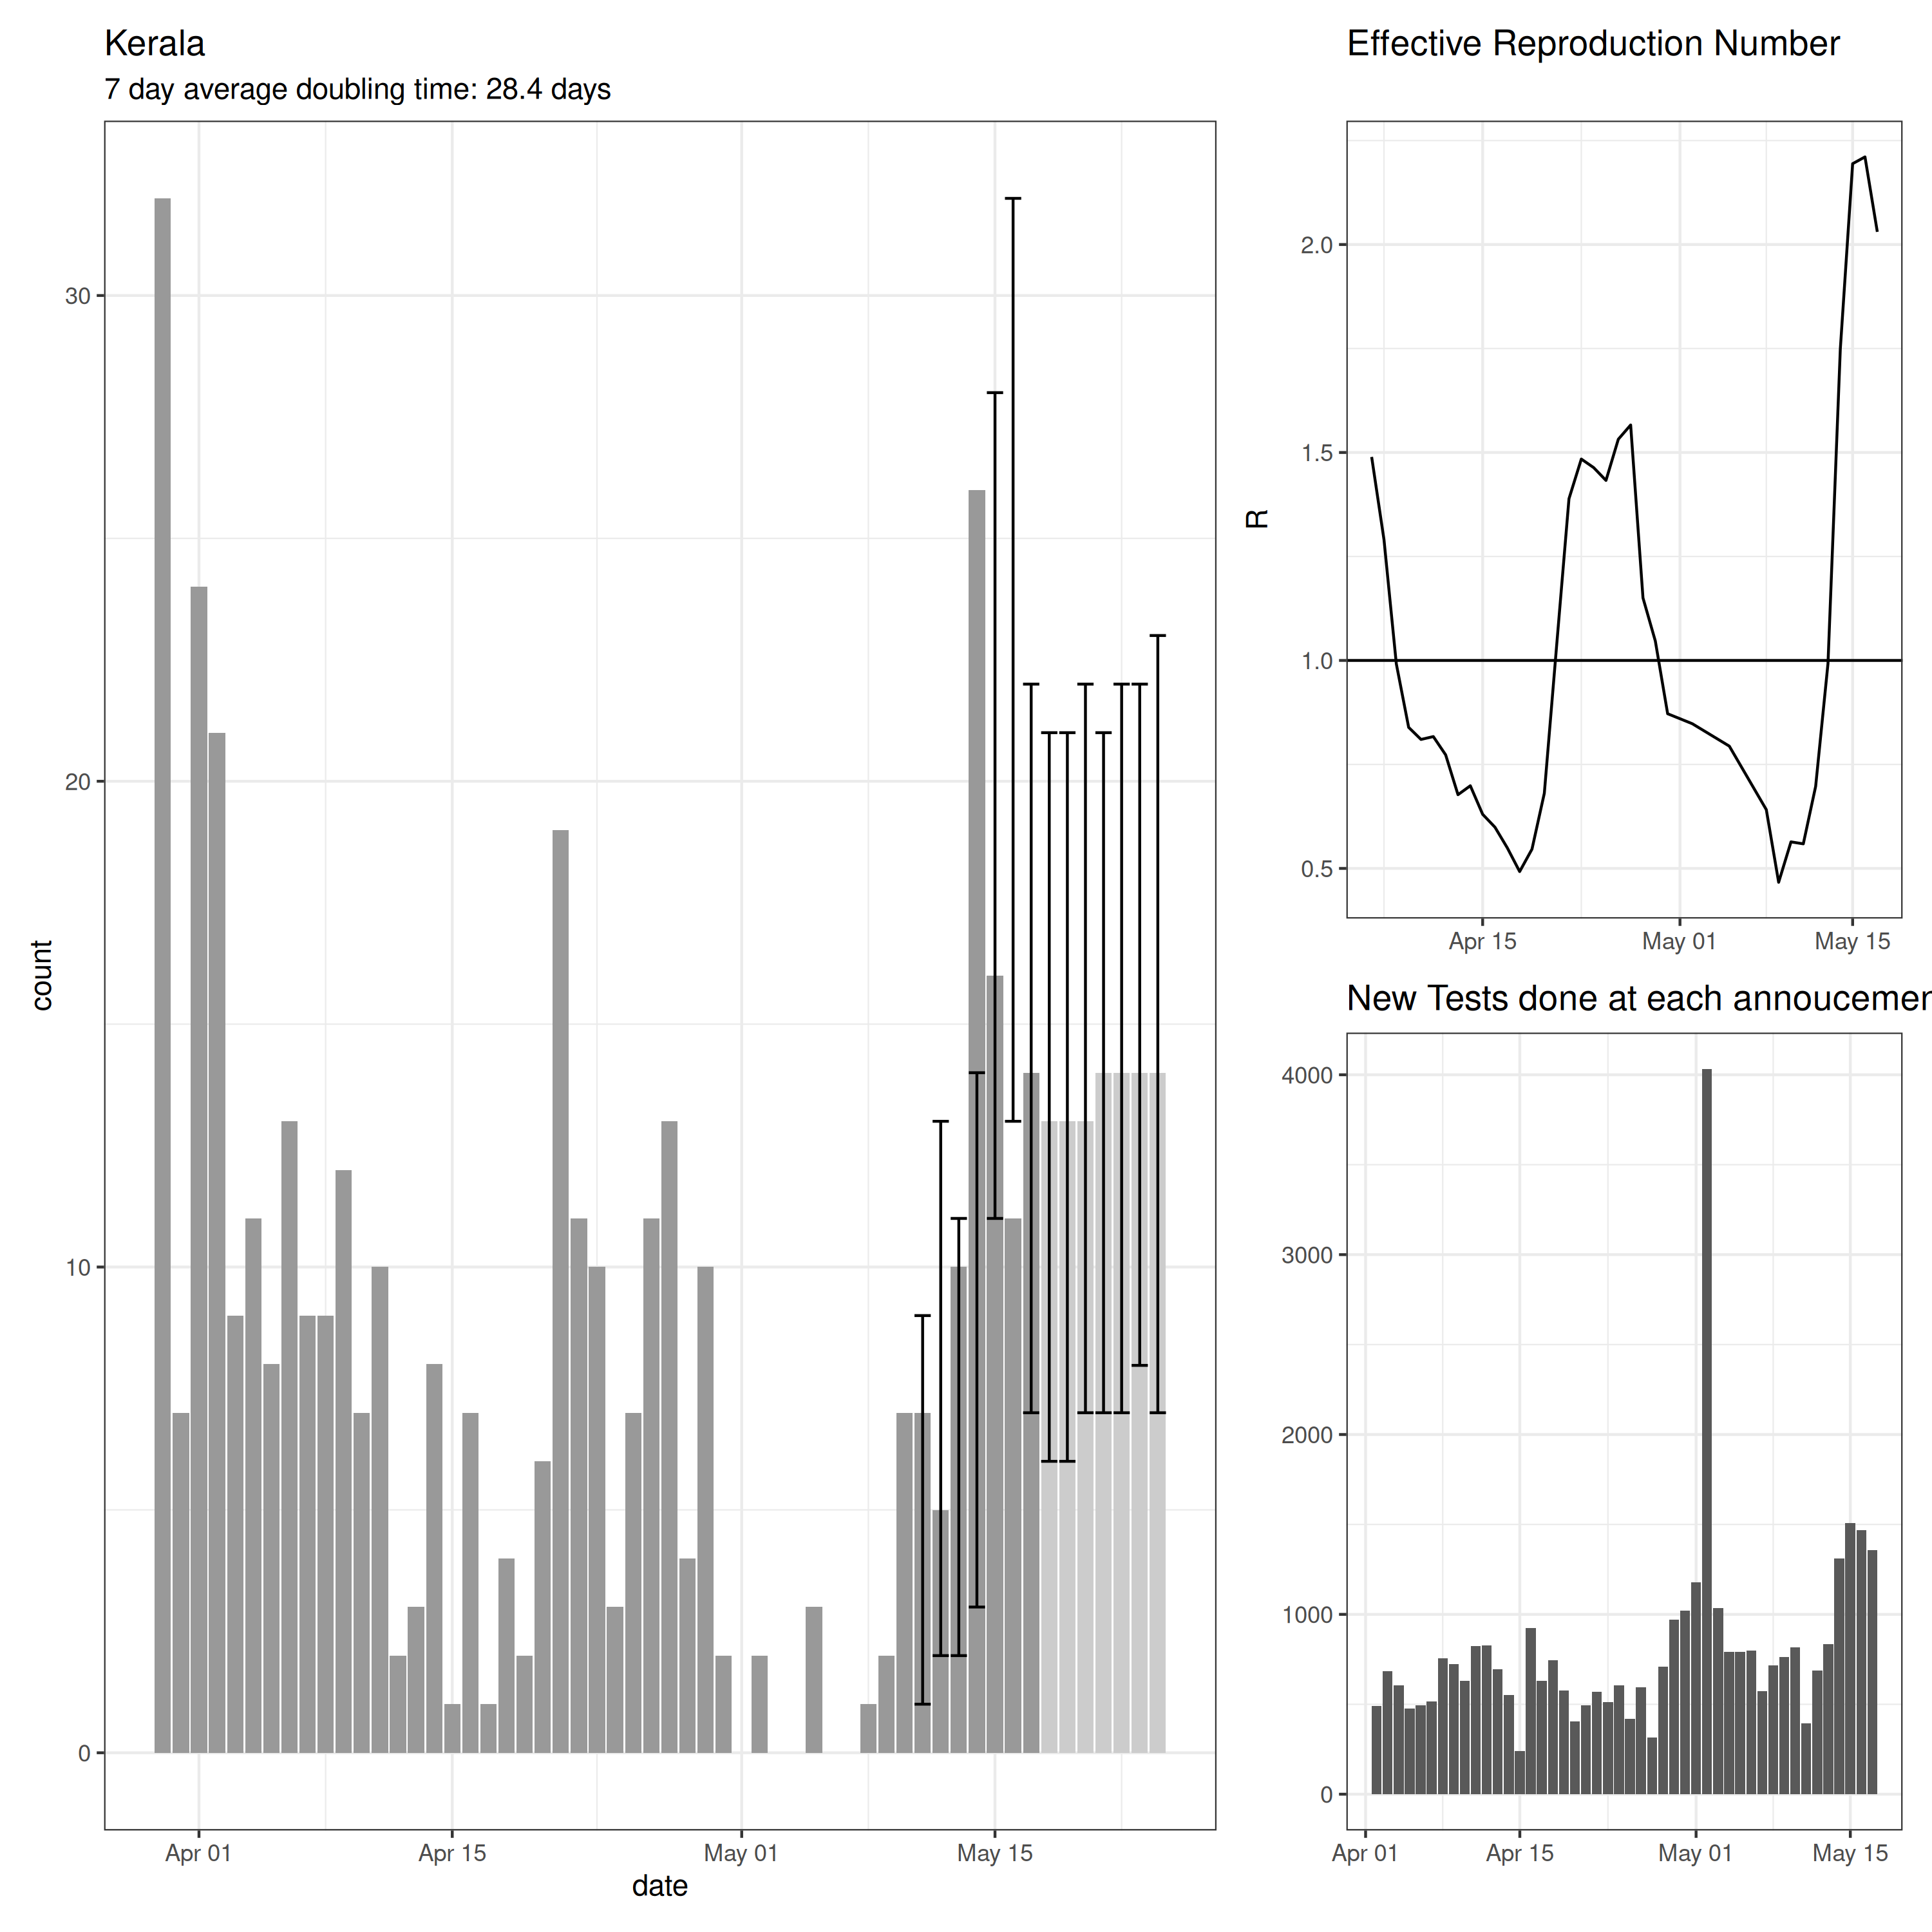 Kerala
7 day average doubling time: 28.4 days
30
20
10
0
count
Apr 01 Apr 15 May 01 May 15
date
Effective Reproduction Number
2.0
1.5
1.0
0.5
R
Apr 15 May 01 May 15
New Tests done at each annoucemen
4000
3000
2000
1000
0
Apr 01 Apr 15 May 01 May 15